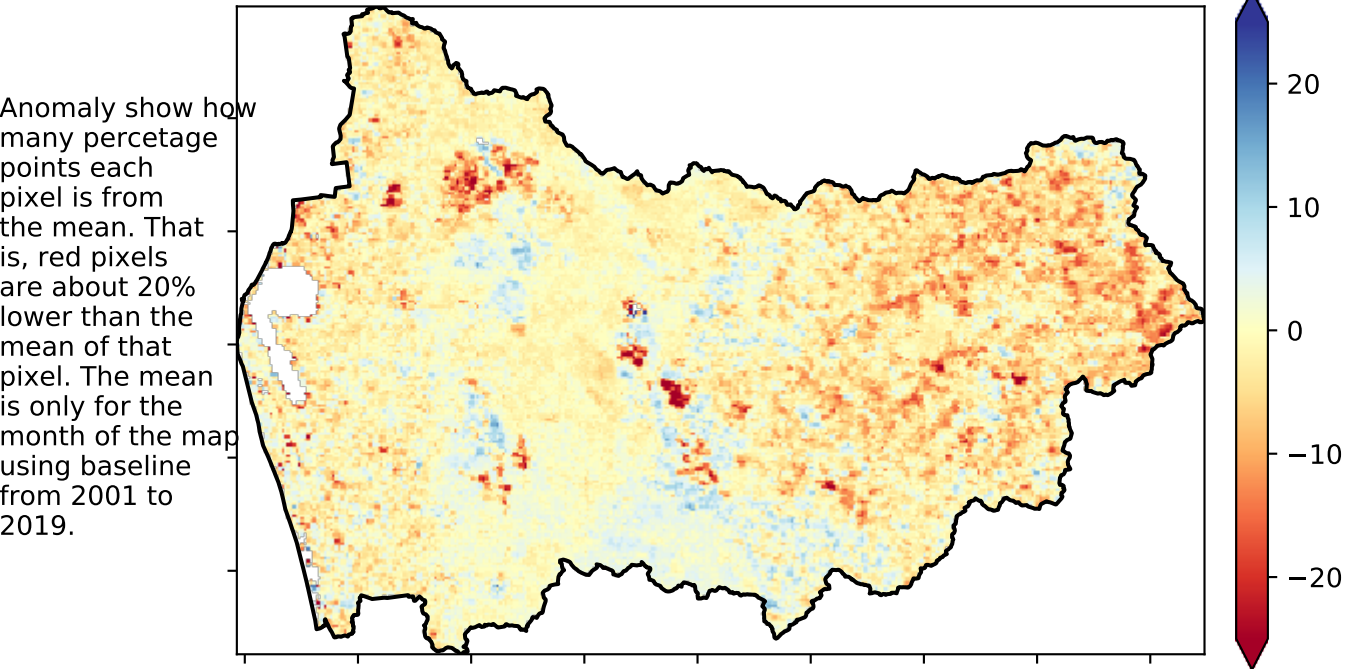 Anomaly show how
many percetage
points each
pixel is from
the mean. That
is, red pixels
are about 20%
lower than the
mean of that
pixel. The mean
is only for the
month of the map
using baseline
from 2001 to
2019.
20
10
0
−10
−20